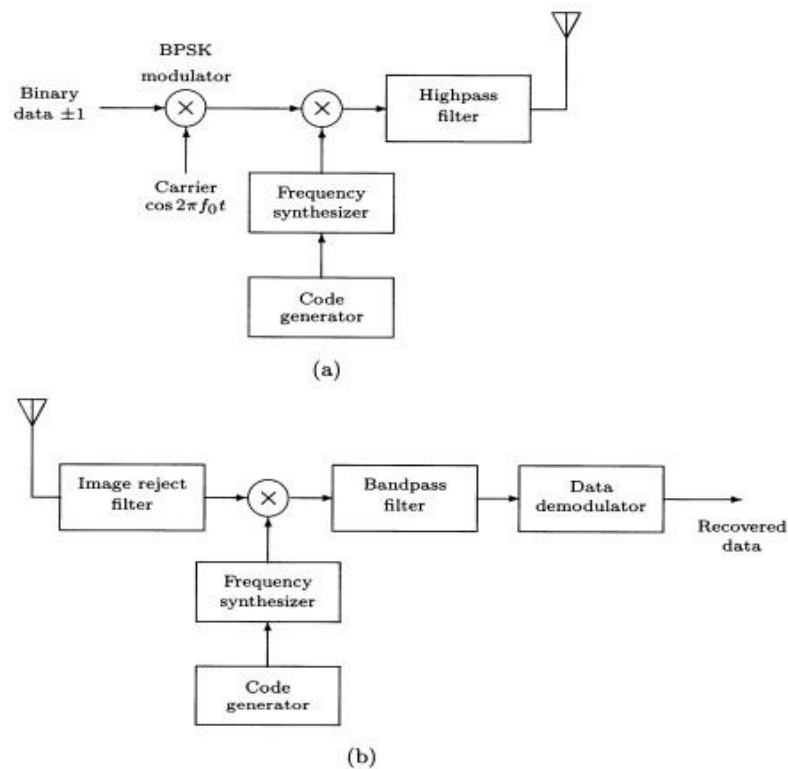 BPSK
modulator
Binary
data ±1
×
×
Highpass
filter
Carrier
cos 2πf₀t
Frequency
synthesizer
Code
generator
(a)
Image reject
filter
×
Bandpass
filter
Data
demodulator
Recovered
data
Frequency
synthesizer
Code
generator
(b)